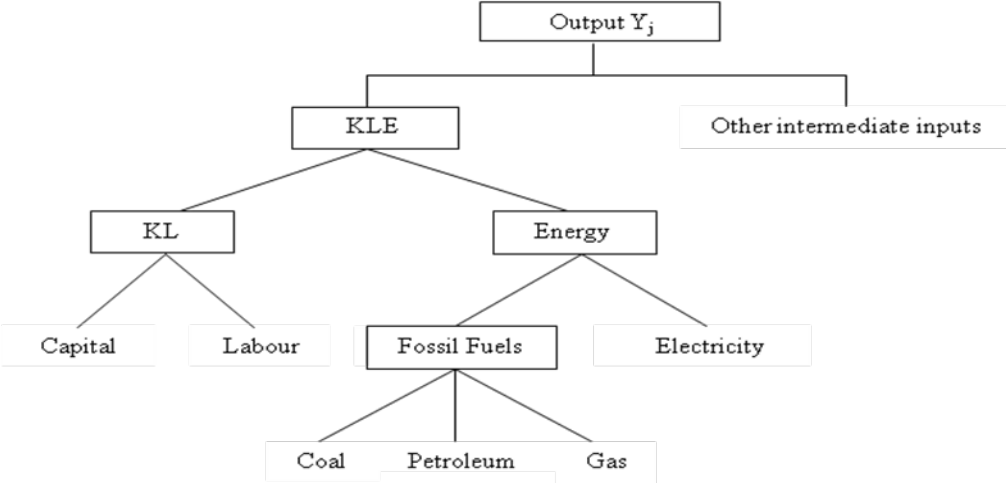 Output Yj
KLE
Other intermediate inputs
KL
Energy
Capital
Labour
Fossil Fuels
Electricity
Coal
Petroleum
Gas